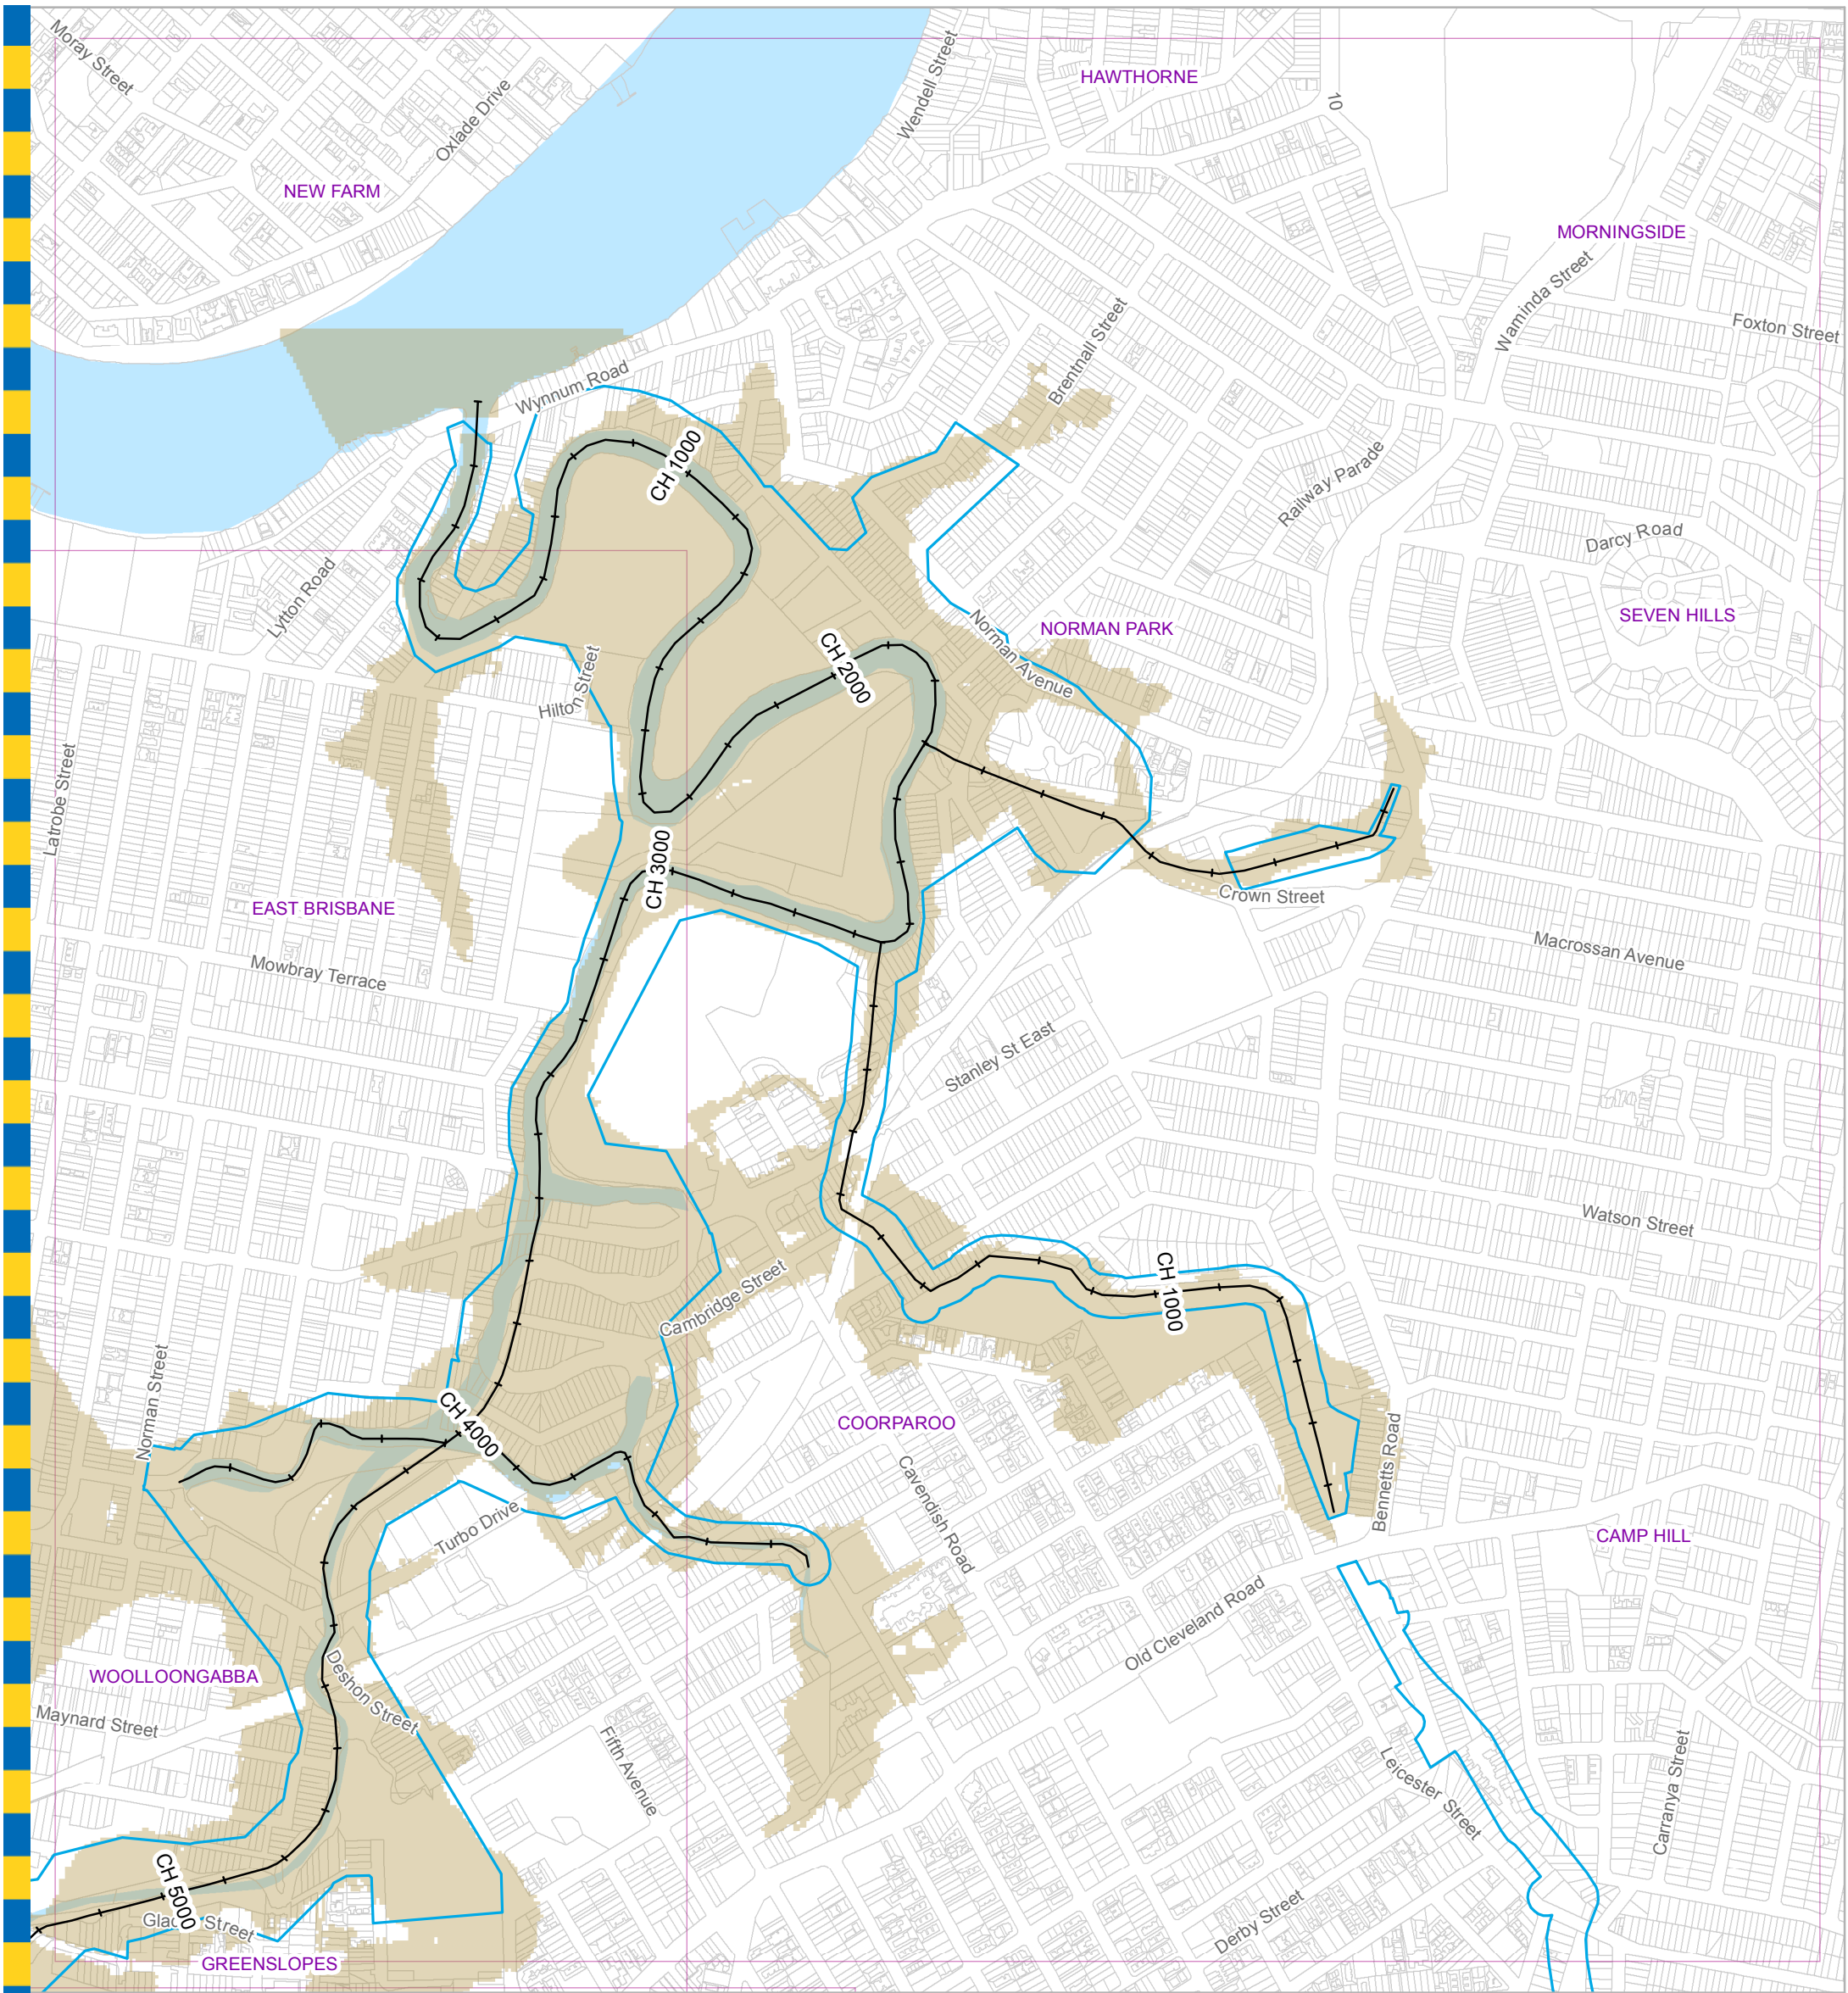 Moray Street
Oxlade Drive
Wendell Street
HAWTHORNE
10
NEW FARM
MORNINGSIDE
Waminda Street
Foxton Street
Wynnum Road
Brentnall Street
CH 1000
Railway Parade
Darcy Road
Lytton Road
SEVEN HILLS
NORMAN PARK
Norman Avenue
CH 2000
Hilton Street
Latrobe Street
CH 3000
Crown Street
EAST BRISBANE
Macrossan Avenue
Mowbray Terrace
Stanley St East
Watson Street
Cambridge Street
CH 1000
Norman Street
CH 4000
COORPAROO
Bennetts Road
Cavendish Road
Turbo Drive
CAMP HILL
Old Cleveland Road
WOOLLOONGABBA
Deshon Street
Maynard Street
Fifth Avenue
Leicester Street
Carranya Street
CH 5000
Street
Derby Street
GREENSLOPES